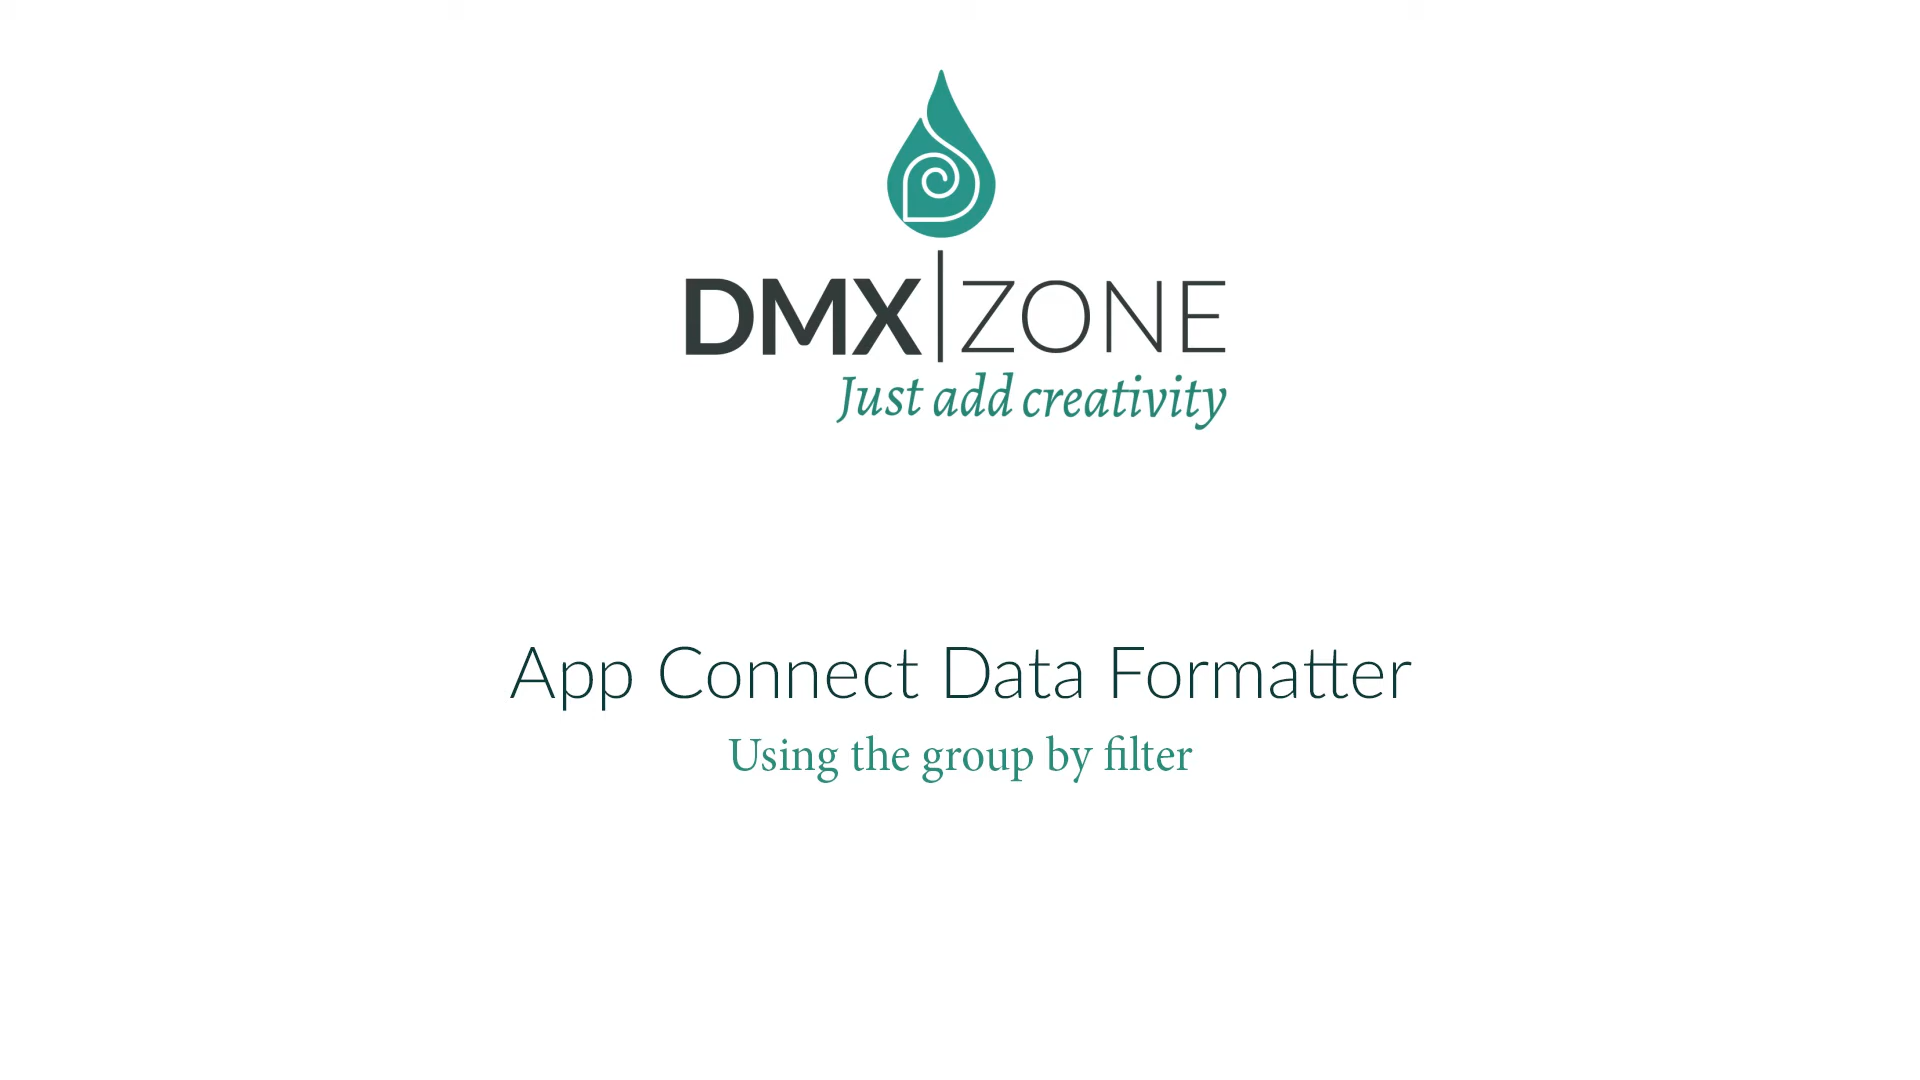 DMX|ZONE
Just add creativity
App Connect Data Formatter
Using the group by filter